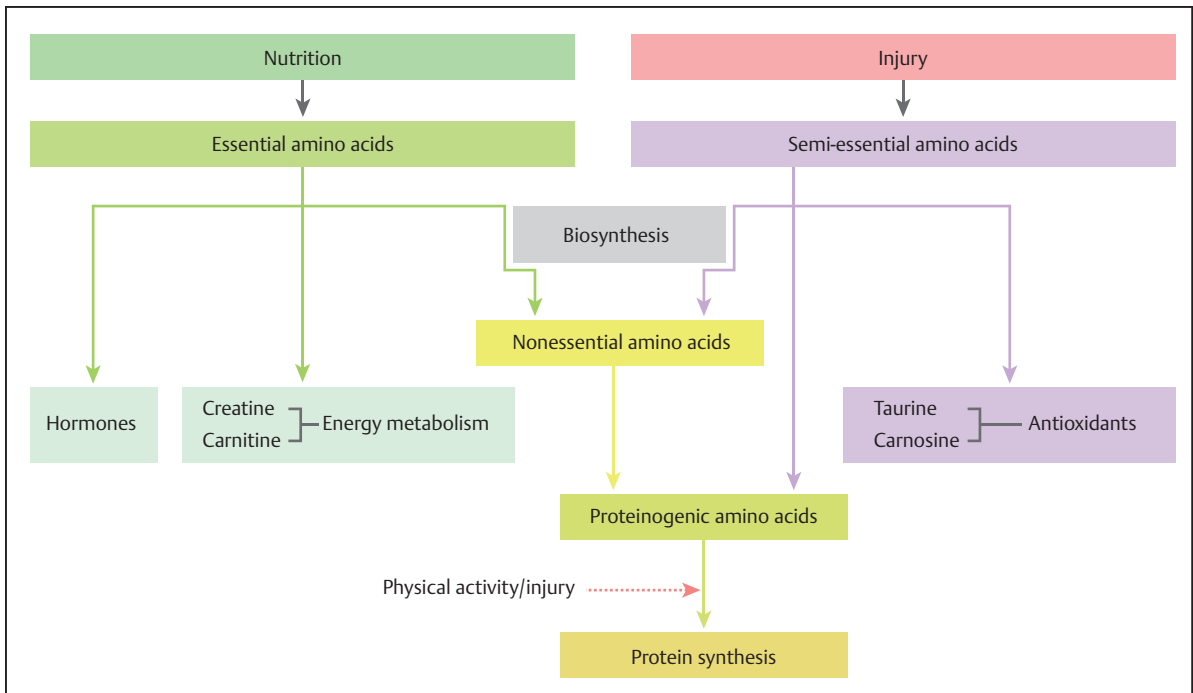 Nutrition
Injury
Essential amino acids
Semi-essential amino acids
Biosynthesis
Nonessential amino acids
Hormones
Creatine
Carnitine
Energy metabolism
Taurine
Carnosine
Antioxidants
Proteinogenic amino acids
Physical activity/injury
Protein synthesis